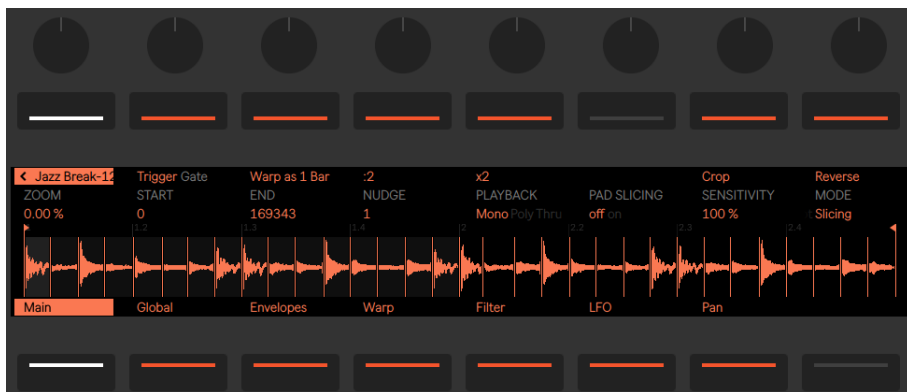 Jazz Break-12 Trigger Gate Warp as 1 Bar :2 x2 Crop Reverse
ZOOM START END NUDGE PLAYBACK PAD SLICING SENSITIVITY MODE
0.00 % 0 169343 1 Mono Poly Thru off on 100 % t Slicing
1.2 1.3 1.4 2 2.2 2.3 2.4
Main Global Envelopes Warp Filter LFO Pan